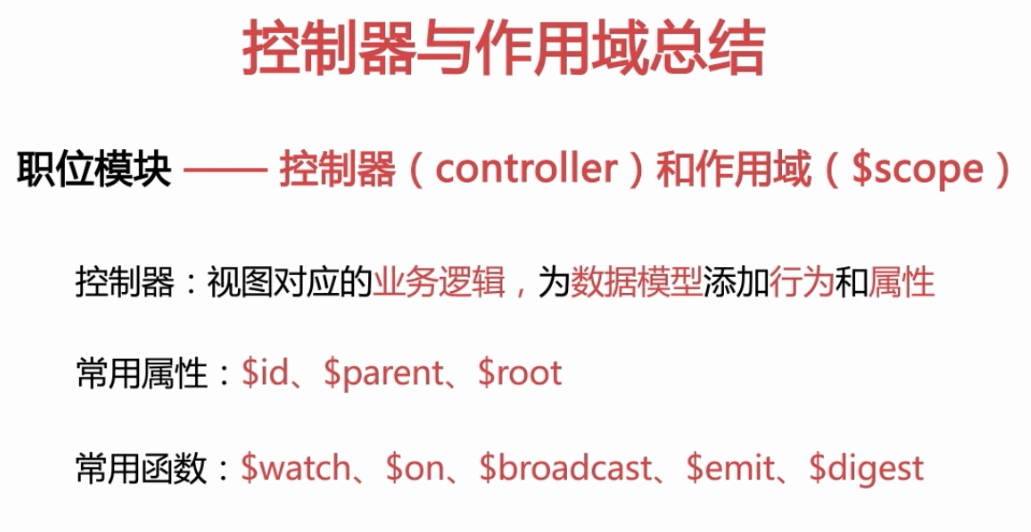 控制器与作用域总结
职位模块 —— 控制器（controller）和作用域（$scope）
控制器：视图对应的业务逻辑，为数据模型添加行为和属性
常用属性：$id、$parent、$root
常用函数：$watch、$on、$broadcast、$emit、$digest